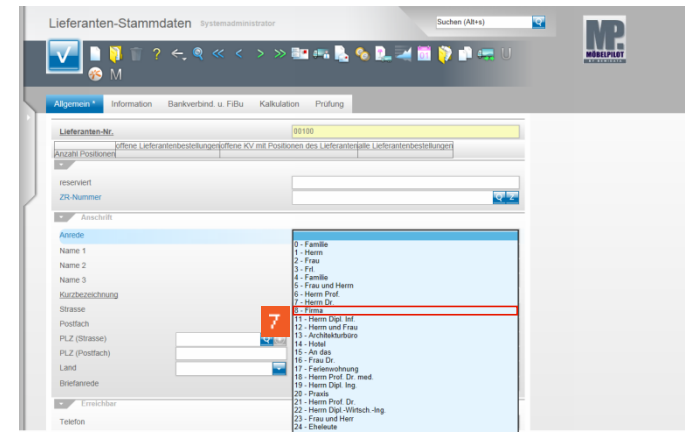 Lieferanten-Stammdaten Systemadministrator
Suchen (Alt+s)
MP.
MÖBELPILOT
? << < > >> U
M
Allgemein * Information Bankverbind. u. FiBu Kalkulation Prüfung
Lieferanten-Nr. 00100
offene Lieferantenbestellungen offene KV mit Positionen des Lieferanten alle Lieferantenbestellungen
Anzahl Positionen
reserviert
ZR-Nummer
Anschrift
Anrede
Name 1
Name 2
Name 3
Kurzbezeichnung
Strasse
Postfach
PLZ (Strasse)
PLZ (Postfach)
Land
Briefanrede
Erreichbar
Telefon
7
0 - Familie
1 - Herrn
2 - Frau
3 - Frl.
4 - Familie
5 - Frau und Herrn
6 - Herrn Prof.
7 - Herrn Dr.
8 - Firma
11 - Herrn Dipl. Inf.
12 - Herrn und Frau
13 - Architekturbüro
14 - Hotel
15 - An das
16 - Frau Dr.
17 - Ferienwohnung
18 - Herrn Prof. Dr. med.
19 - Herrn Dipl. Ing.
20 - Praxis
21 - Herrn Prof. Dr.
22 - Herrn Dipl.-Wirtsch.-Ing.
23 - Frau und Herr
24 - Eheleute